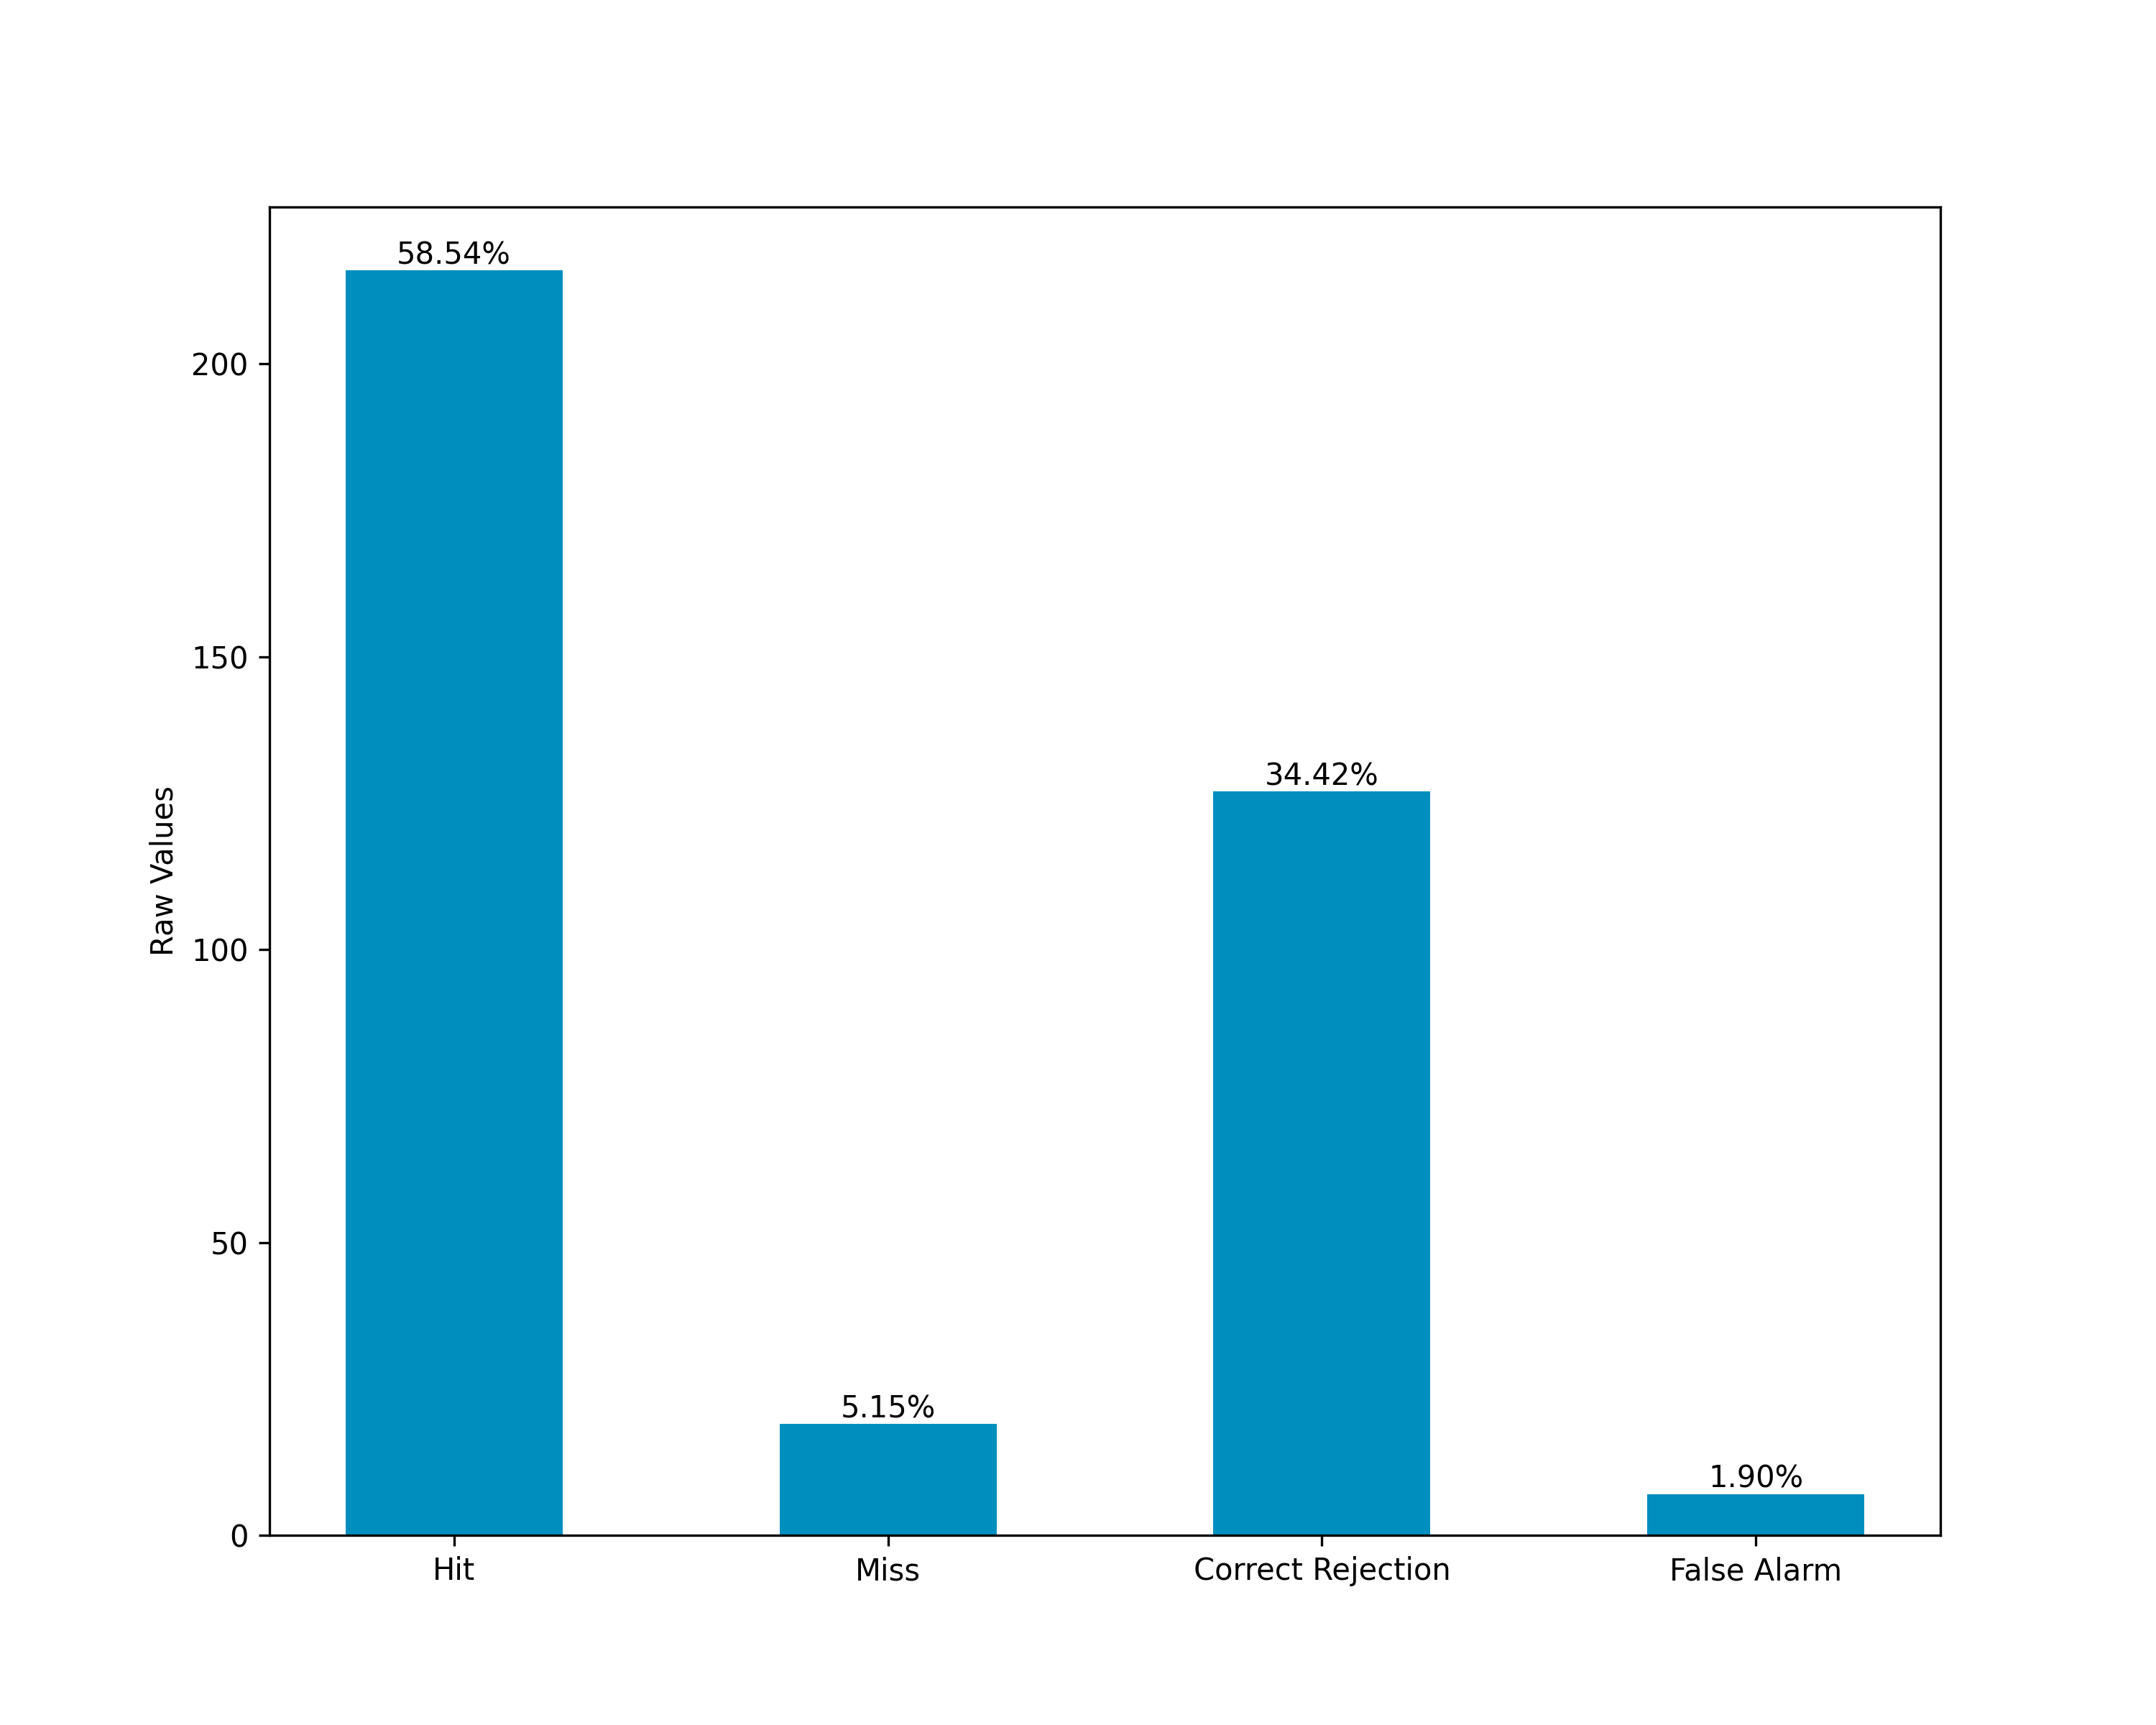 58.54%
200
150
34.42%
Raw Values
100
50
5.15%
1.90%
0
Hit
Miss
Correct Rejection
False Alarm